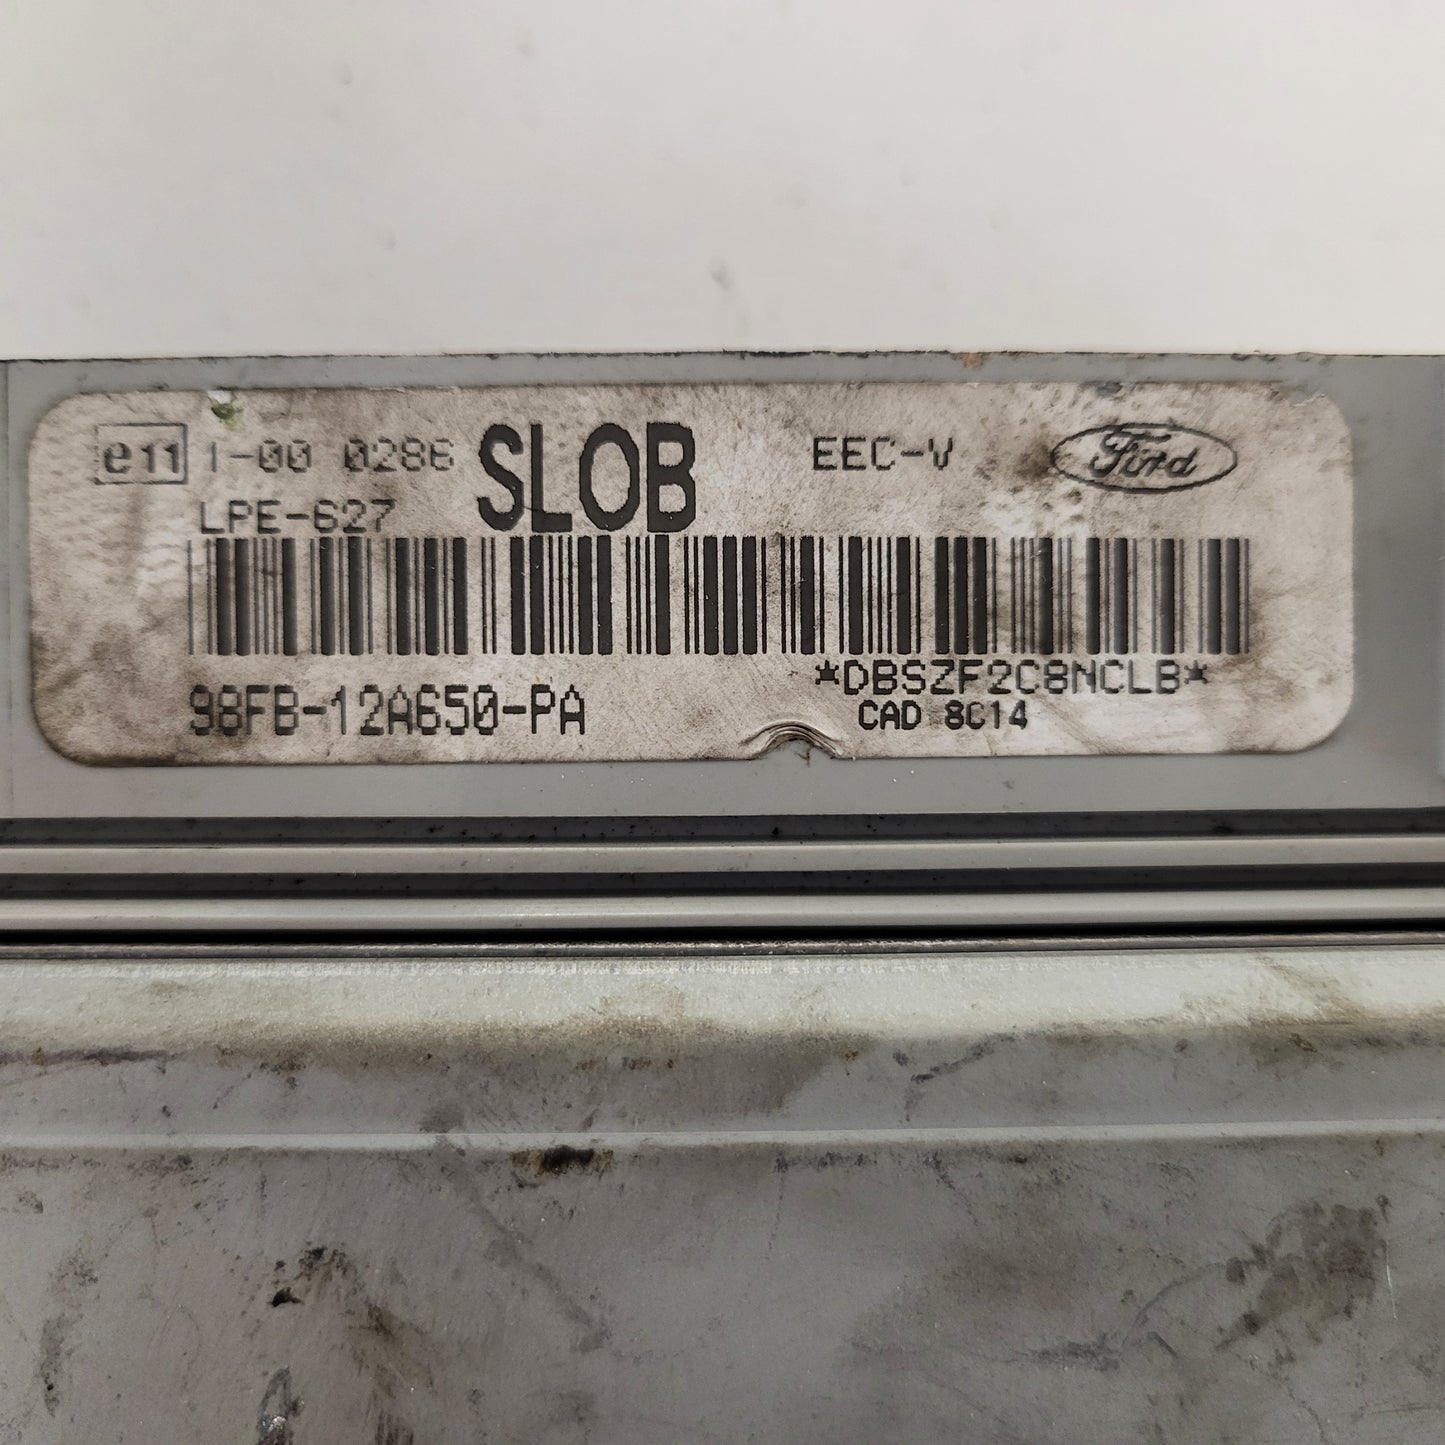 e11 1-00 0286 SLOB EEC-V Ford
LPE-627
*DBSZF2C8NCLB*
98FB-12A650-PA CAD 8C14